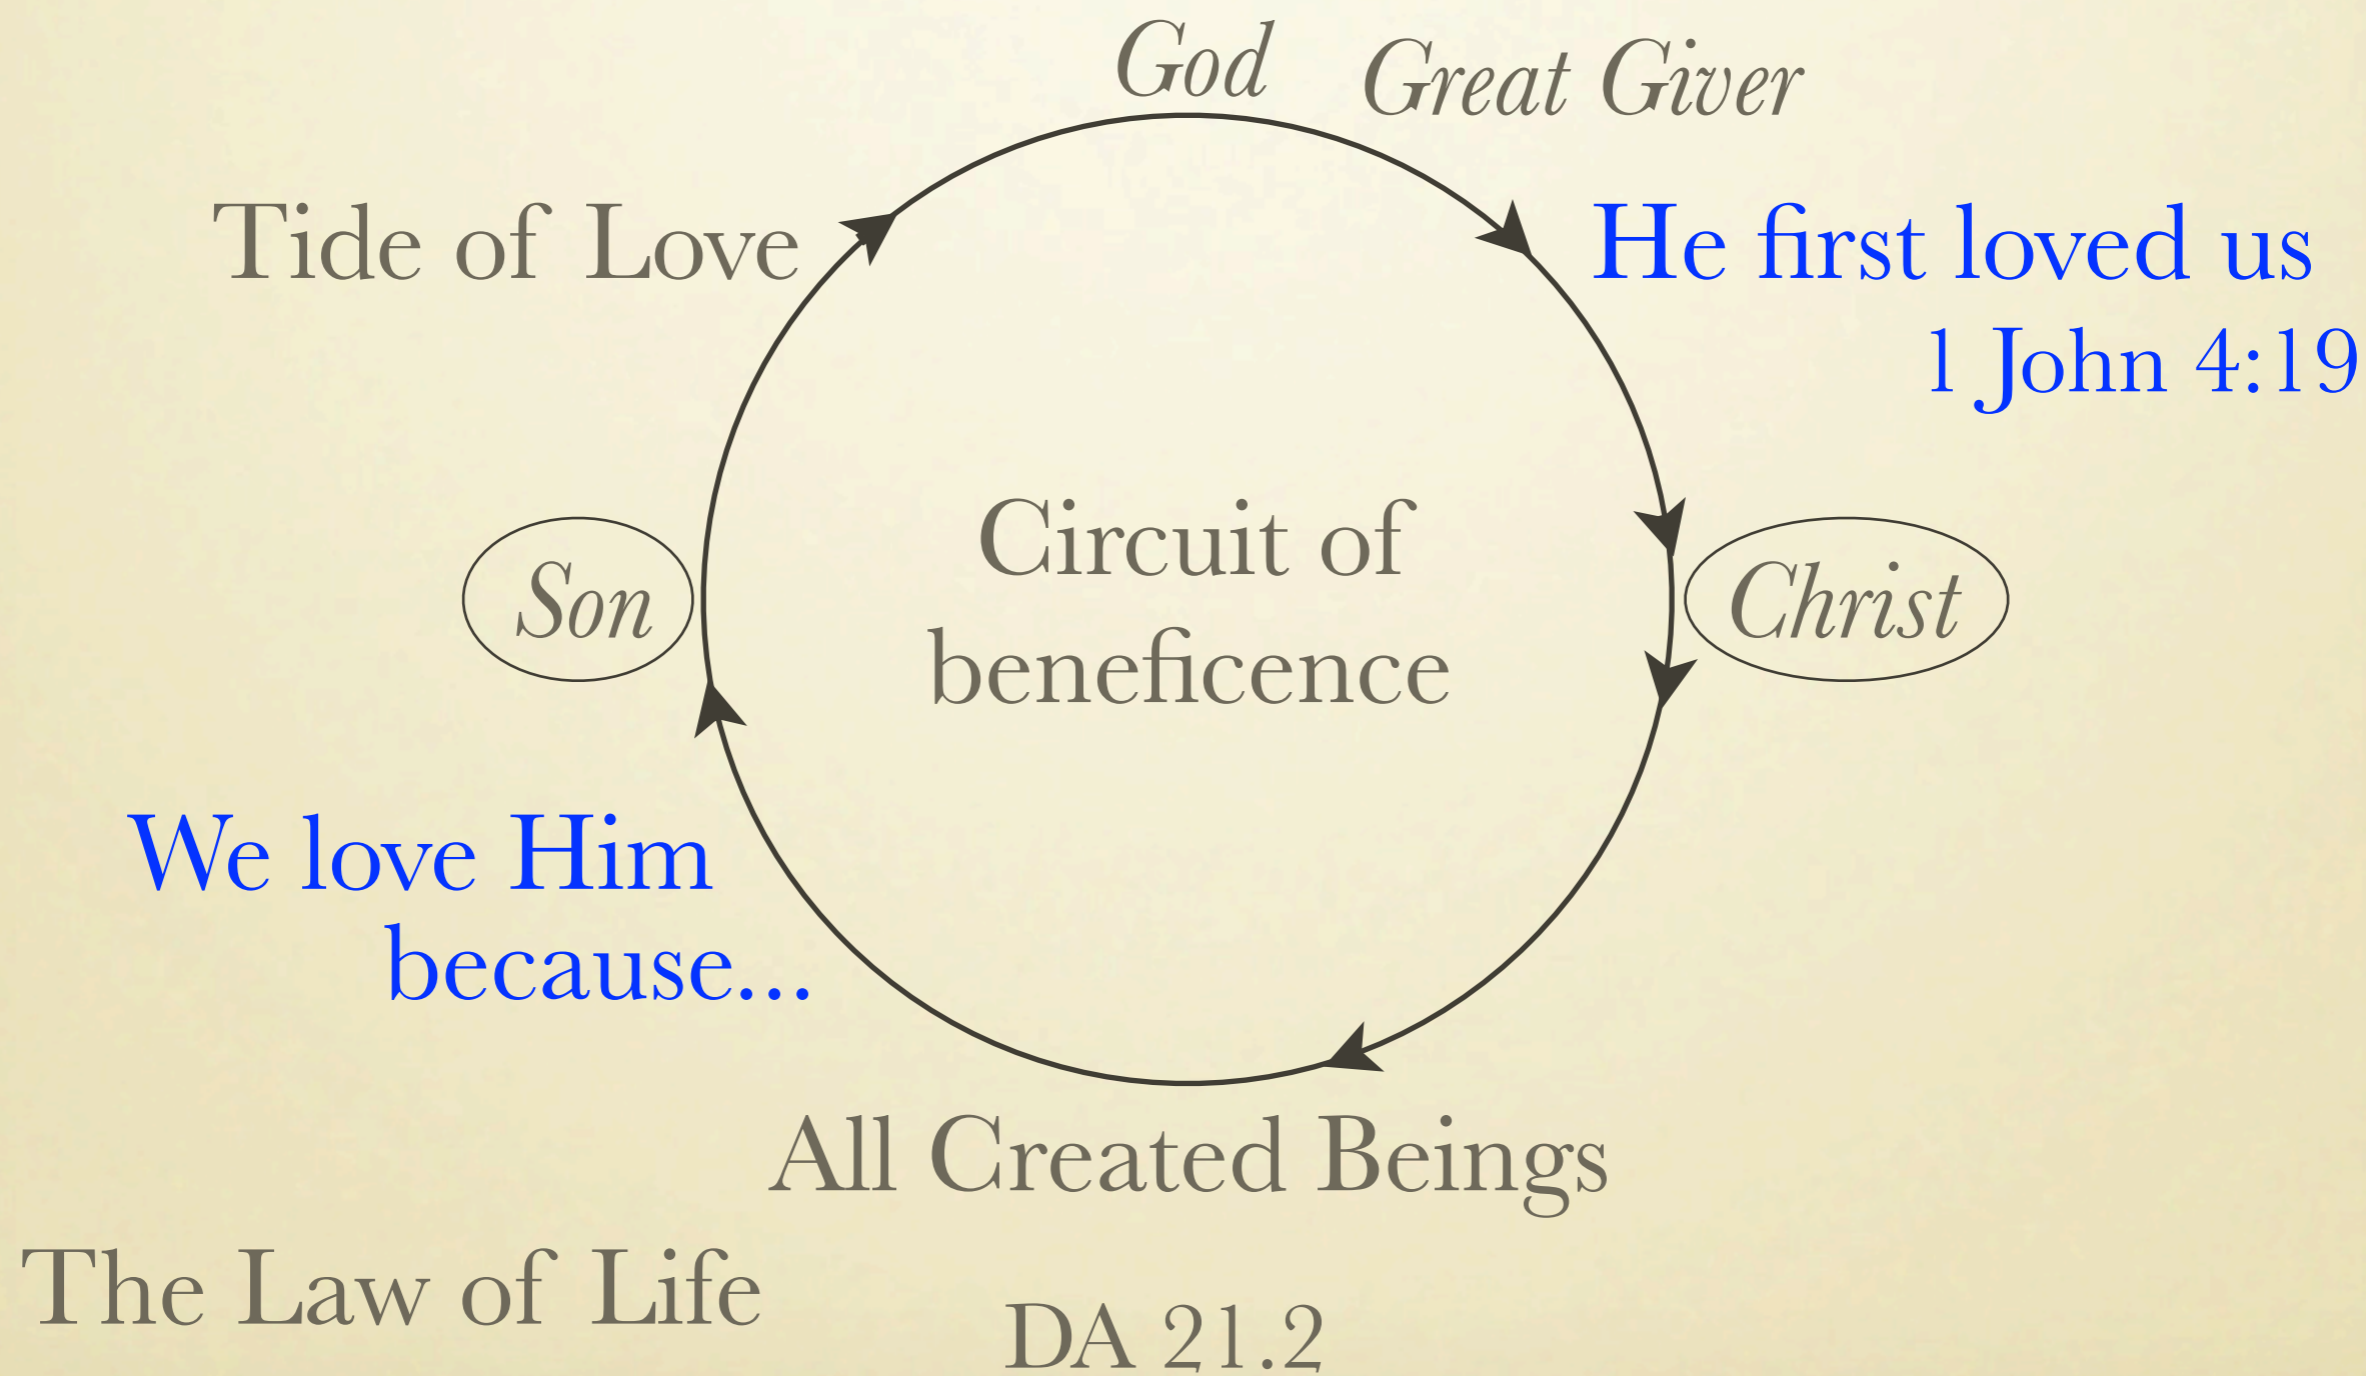 God
Great Giver
Tide of Love
He first loved us
1 John 4:19
Circuit of
beneficence
Son
Christ
We love Him
because...
All Created Beings
The Law of Life
DA 21.2